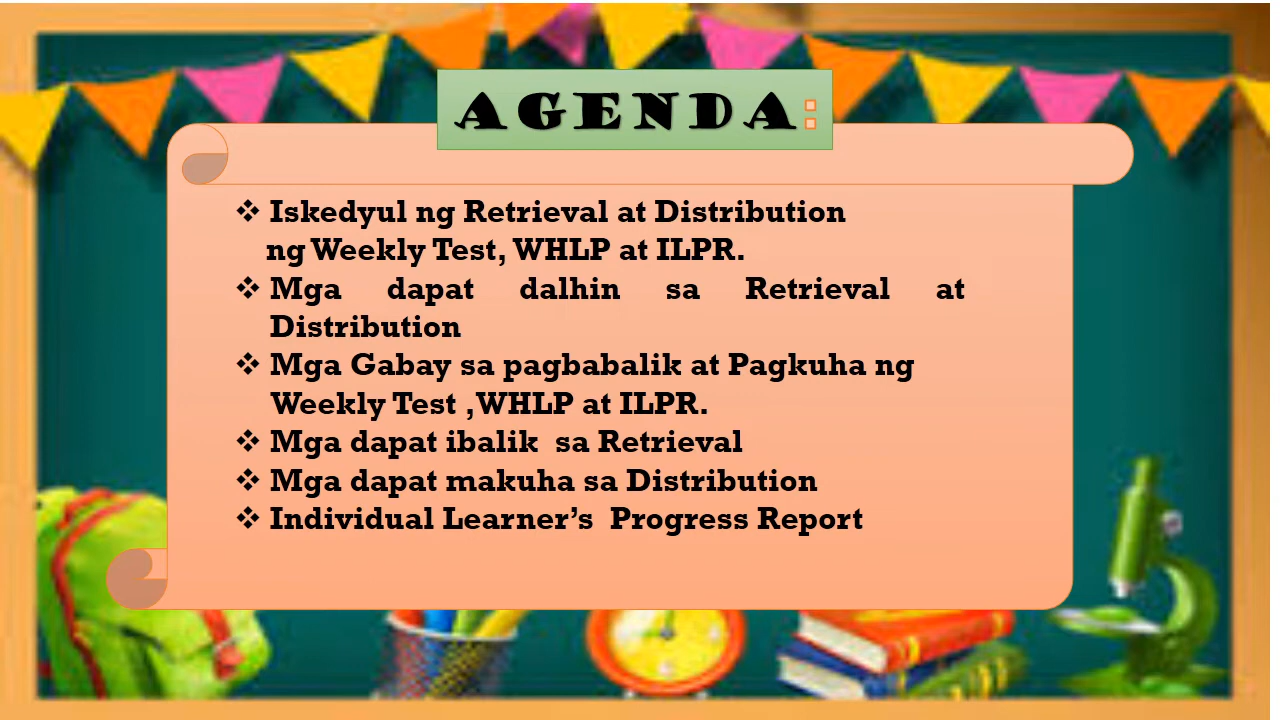 AGENDA:
❖ Iskedyul ng Retrieval at Distribution
ng Weekly Test, WHLP at ILPR.
❖ Mga dapat dalhin sa Retrieval at
Distribution
❖ Mga Gabay sa pagbabalik at Pagkuha ng
Weekly Test ,WHLP at ILPR.
❖ Mga dapat ibalik sa Retrieval
❖ Mga dapat makuha sa Distribution
❖ Individual Learner’s Progress Report